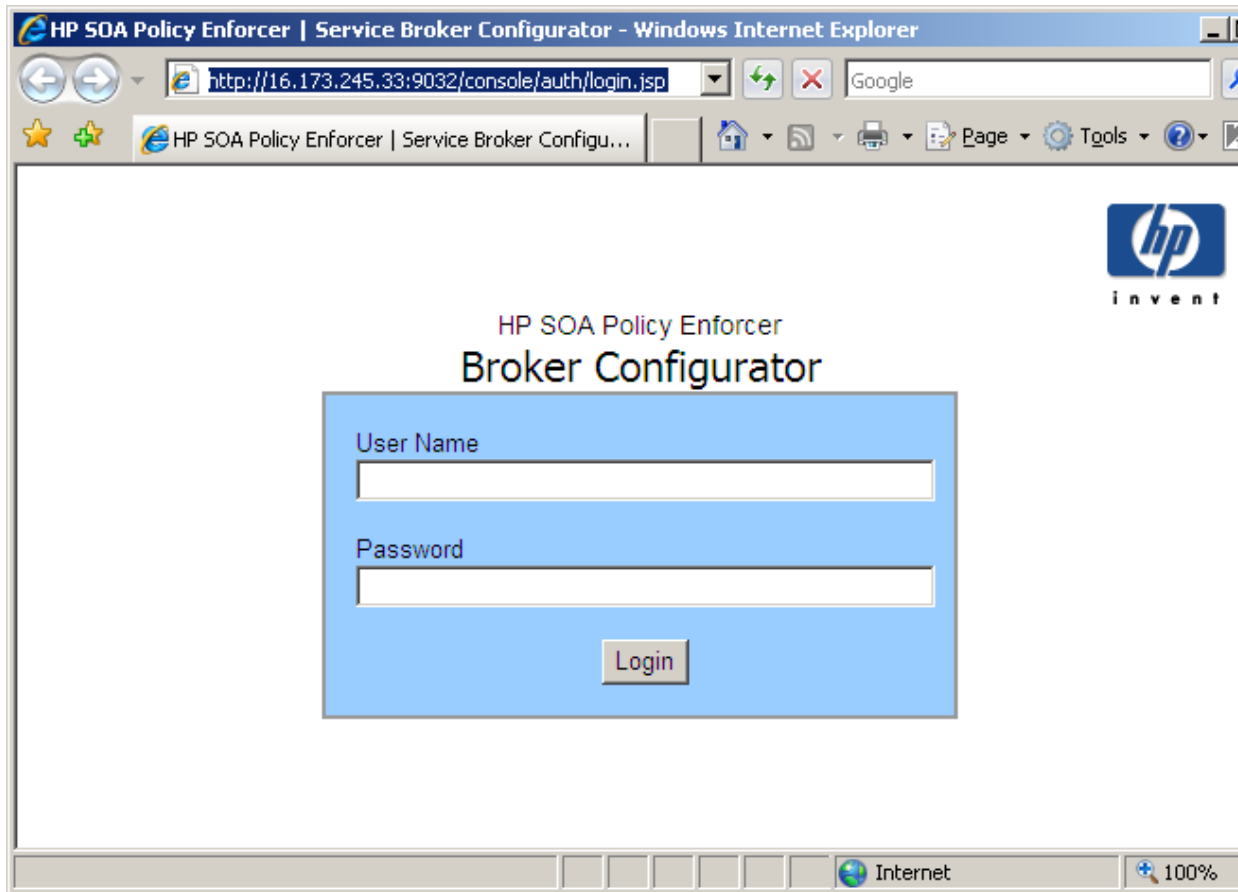 HP SOA Policy Enforcer | Service Broker Configurator - Windows Internet Explorer
http://16.173.245.33:9032/console/auth/login.jsp
Google
HP SOA Policy Enforcer | Service Broker Configu...
Page
Tools
hp
invent
HP SOA Policy Enforcer
Broker Configurator
User Name
Password
Login
Internet
100%